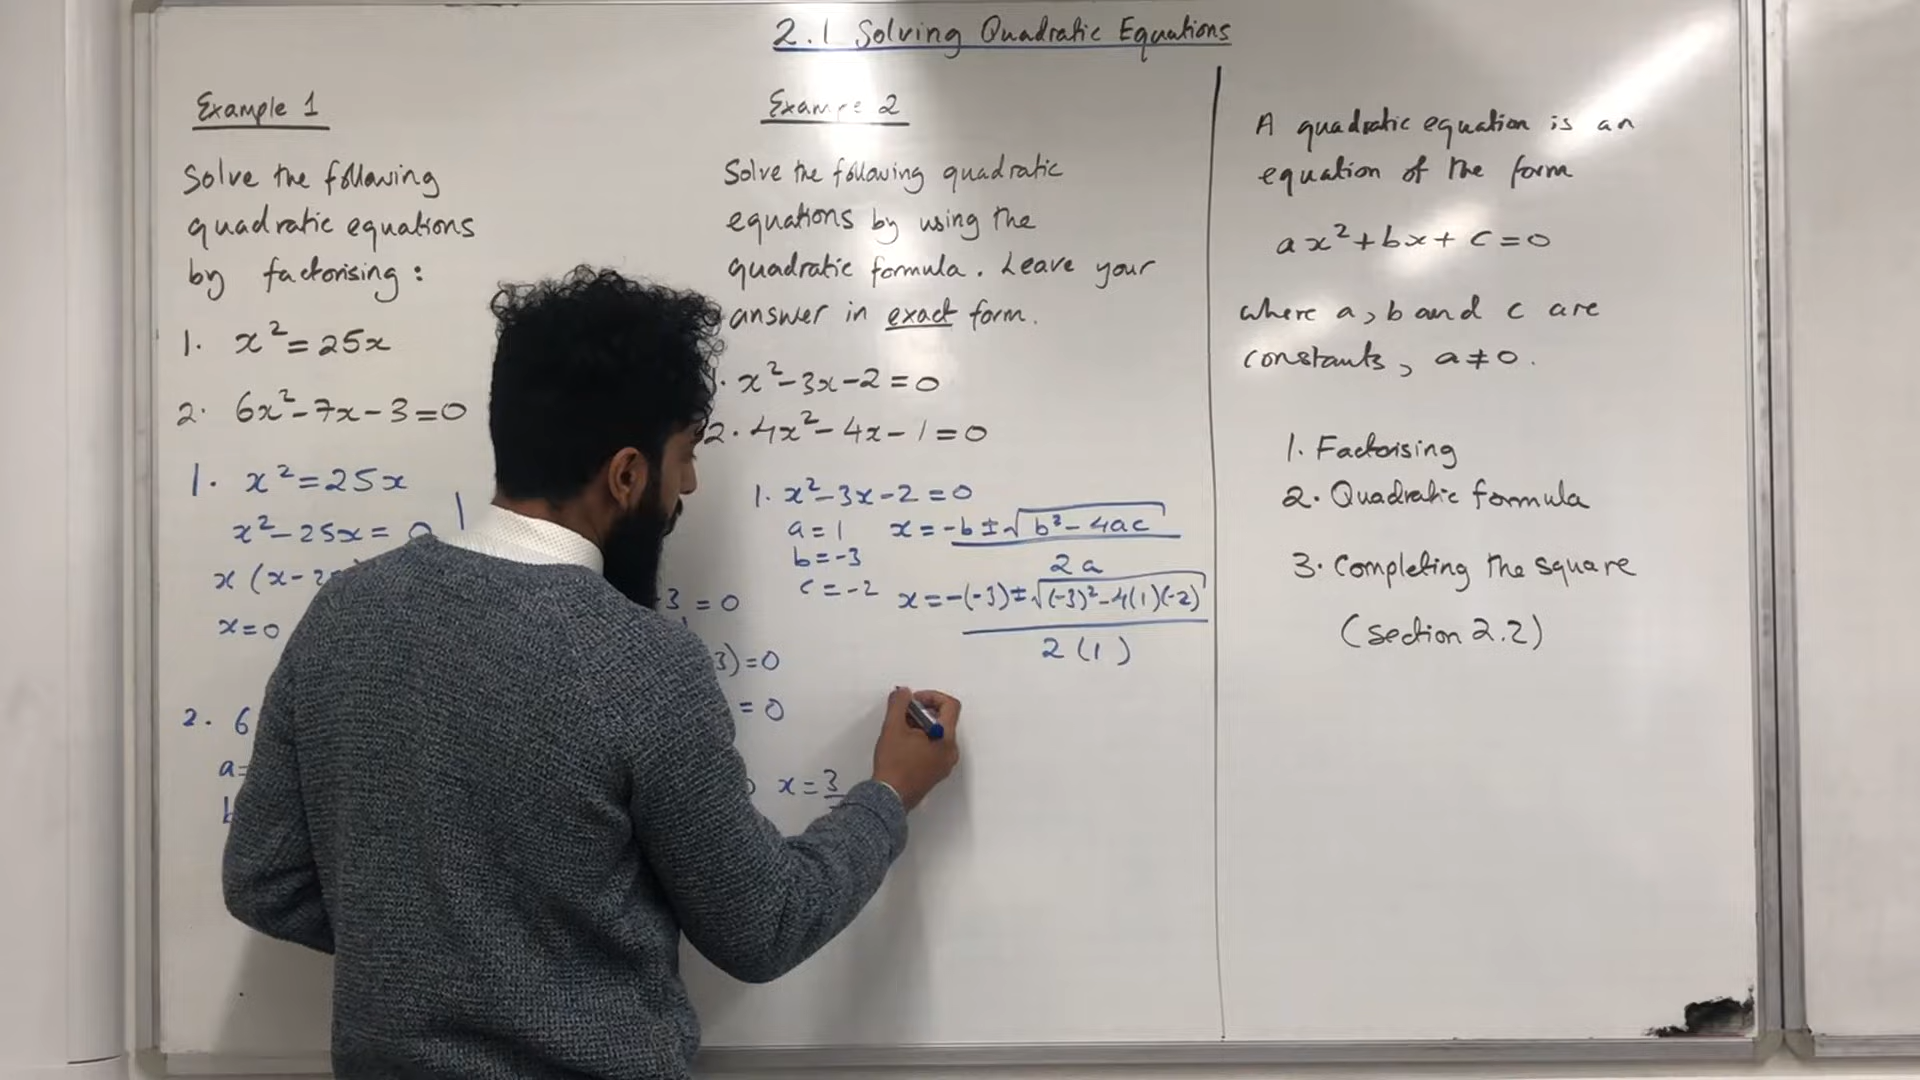 2.1 Solving Quadratic Equations
Example 1
Solve the following
quadratic equations
by factorising:
1. x²=25x
2. 6x²-7x-3=0
1. x²=25x
x²-25x=0
x(x-2
x=0
2. 6
a=
b
3=0
3)=0
=0
x=3
Example 2
Solve the following quadratic
equations by using the
quadratic formula. Leave your
answer in exact form.
1. x²-3x-2=0
2. 4x²-4x-1=0
1. x²-3x-2=0
a=1 x=-b±√b²-4ac
b=-3 2a
c=-2 x=-(-3)±√(-3)²-4(1)(-2)
2(1)
A quadratic equation is an
equation of the form
ax²+bx+c=0
where a, b and c are
constants, a≠0.
1. Factorising
2. Quadratic formula
3. Completing the square
(Section 2.2)